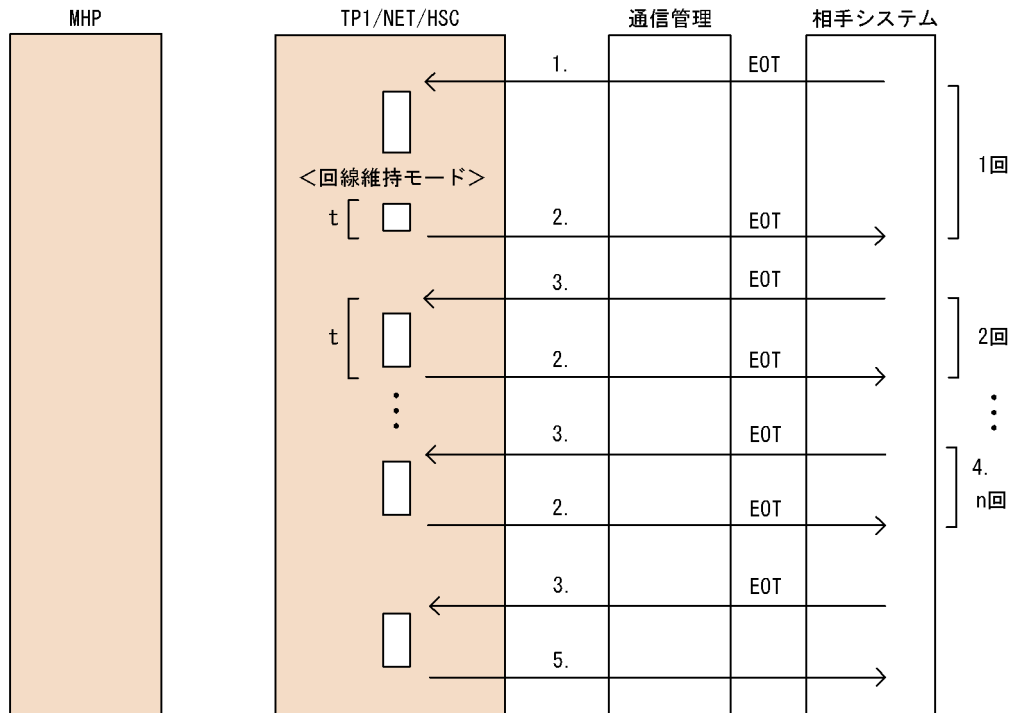 MHP TP1/NET/HSC 通信管理 相手システム
1. EOT
1回
<回線維持モード>
t 2. EOT
3. EOT
t 2回
2. EOT
3. EOT
4.
n回
2. EOT
3. EOT
5.